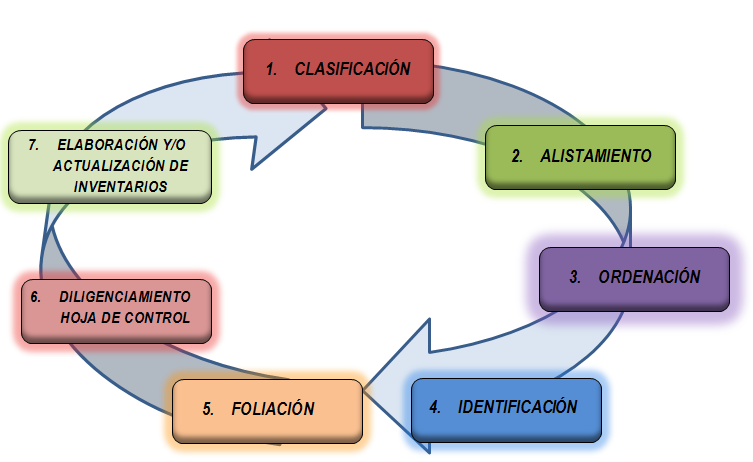 1. CLASIFICACIÓN
2. ALISTAMIENTO
3. ORDENACIÓN
4. IDENTIFICACIÓN
5. FOLIACIÓN
6. DILIGENCIAMIENTO
HOJA DE CONTROL
7. ELABORACIÓN Y/O
ACTUALIZACIÓN DE
INVENTARIOS